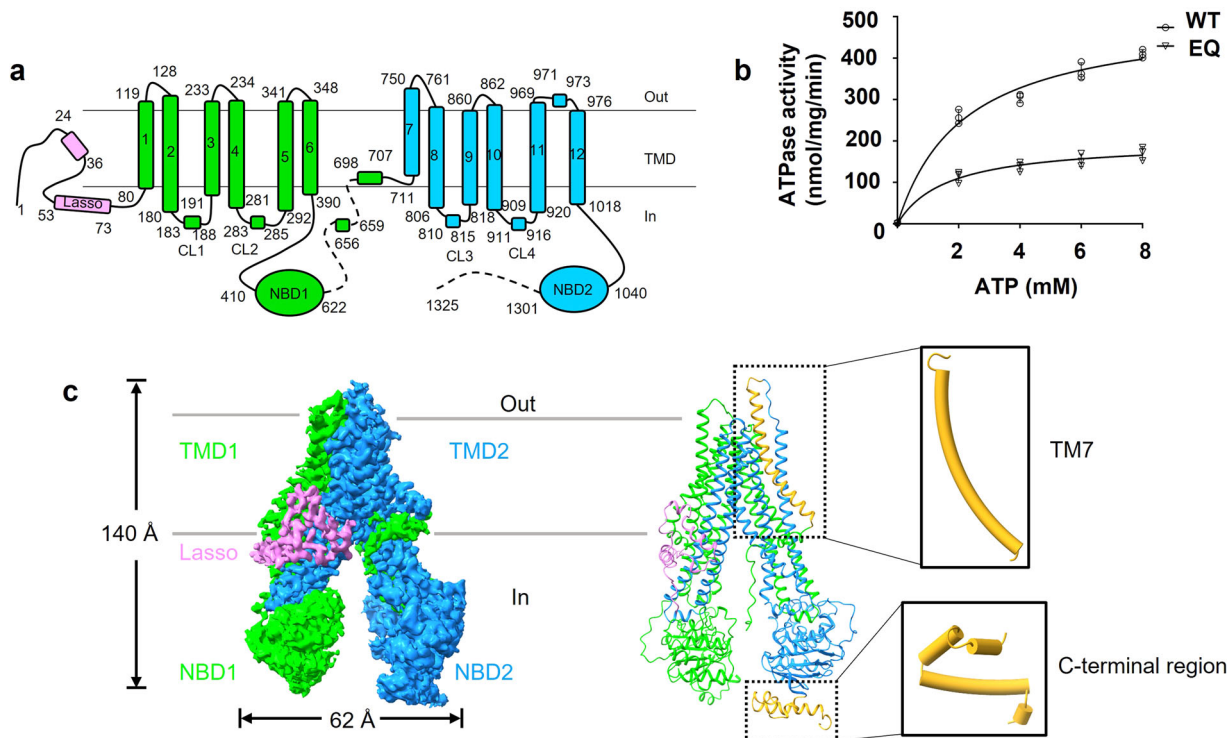 a
128
233
234
341
348
750
761
862
971
973
119
860
969
976
Out
24
1
2
3
4
5
6
7
8
9
10
11
12
TMD
36
698
707
Lasso
80
711
1
53
73
180
191
281
292
390
659
806
818
909
920
1018
In
183
188
283
285
656
810
815
911
916
CL1
CL2
CL3
CL4
410
NBD1
622
1325
1301
NBD2
1040
b
500
400
300
200
100
0
ATPase activity
(nmol/mg/min)
WT
EQ
2
4
6
8
ATP (mM)
c
Out
TMD1
TMD2
140 Å
Lasso
In
NBD1
NBD2
62 Å
TM7
C-terminal region